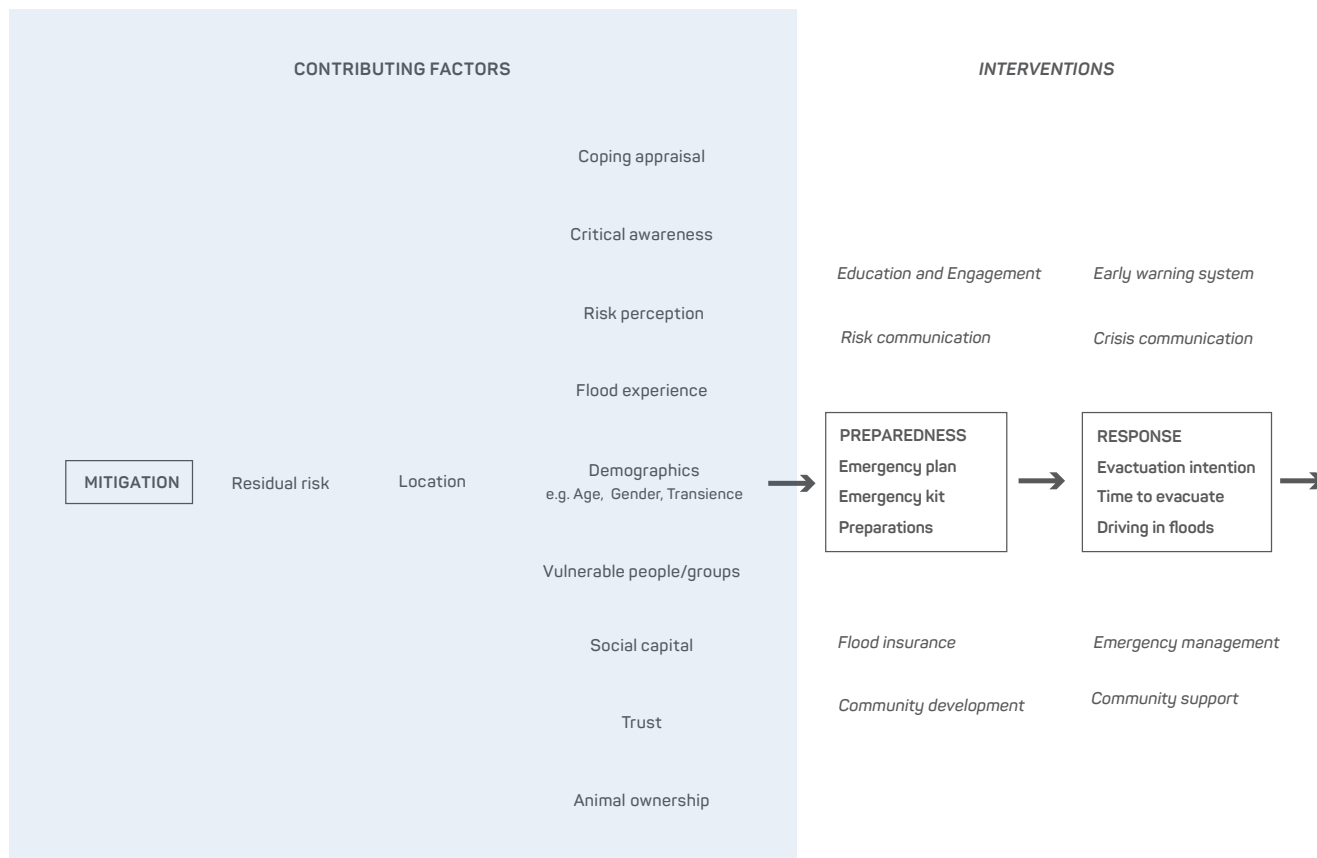 CONTRIBUTING FACTORS
INTERVENTIONS
Coping appraisal
Critical awareness
Risk perception
Flood experience
MITIGATION
Residual risk
Location
Demographics
e.g. Age, Gender, Transience
Vulnerable people/groups
Social capital
Trust
Animal ownership
Education and Engagement
Risk communication
PREPAREDNESS
Emergency plan
Emergency kit
Preparations
Flood insurance
Community development
Early warning system
Crisis communication
RESPONSE
Evactuation intention
Time to evacuate
Driving in floods
Emergency management
Community support